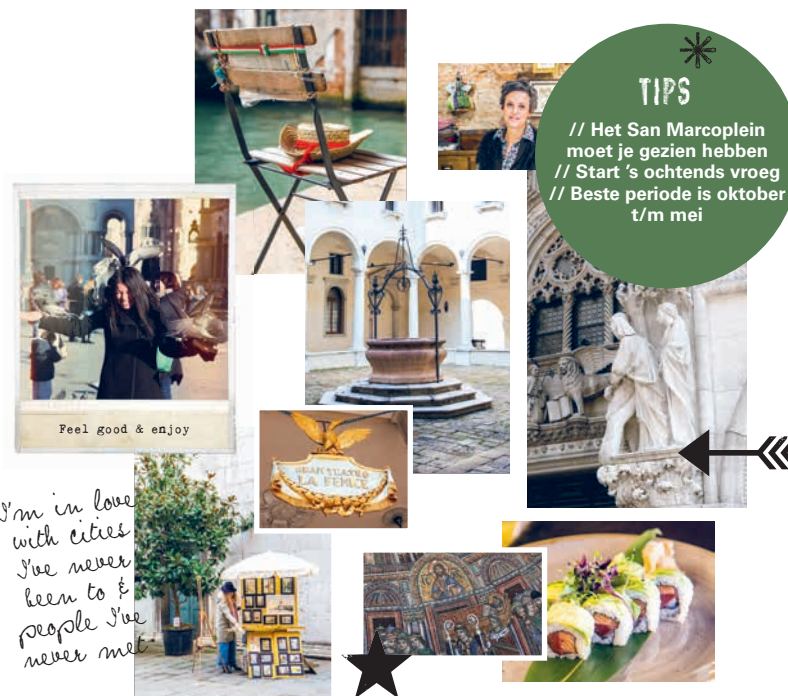 TIPS
// Het San Marcoplein
moet je gezien hebben
// Start 's ochtends vroeg
// Beste periode is oktober
t/m mei
Feel good & enjoy
GRAN TEATRO
LA FENICE
I'm in love
with cities
I've never
been to &
people I've
never met